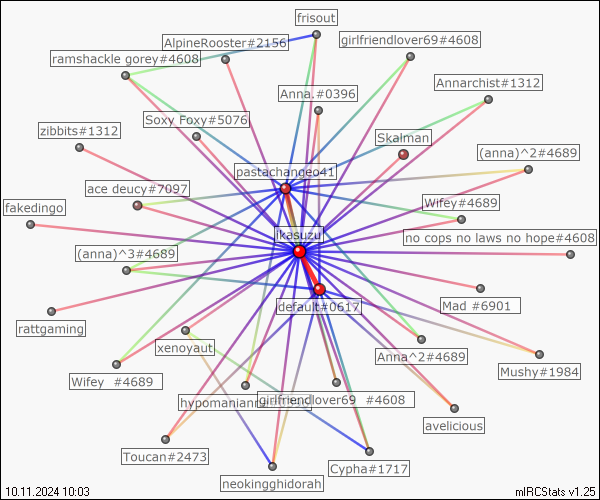 frisout
AlpineRooster#2156
girlfriendlover69#4608
ramshackle gorey#4608
Annarchist#1312
Anna.#0396
Soxy Foxy#5076
zibbits#1312
Skalman
(anna)^2#4689
pastachangeo41
ace deucy#7097
Wifey#4689
fakedingo
ikasuzu
no cops no laws no hope#4608
(anna)^3#4689
Mad #6901
default#0617
rattgaming
xenoyaut
Anna^2#4689
Mushy#1984
Wifey #4689
girlfriendlover69 #4608
avelicious
Toucan#2473
Cypha#1717
neokingghidorah
10.11.2024 10:03
mIRCStats v1.25